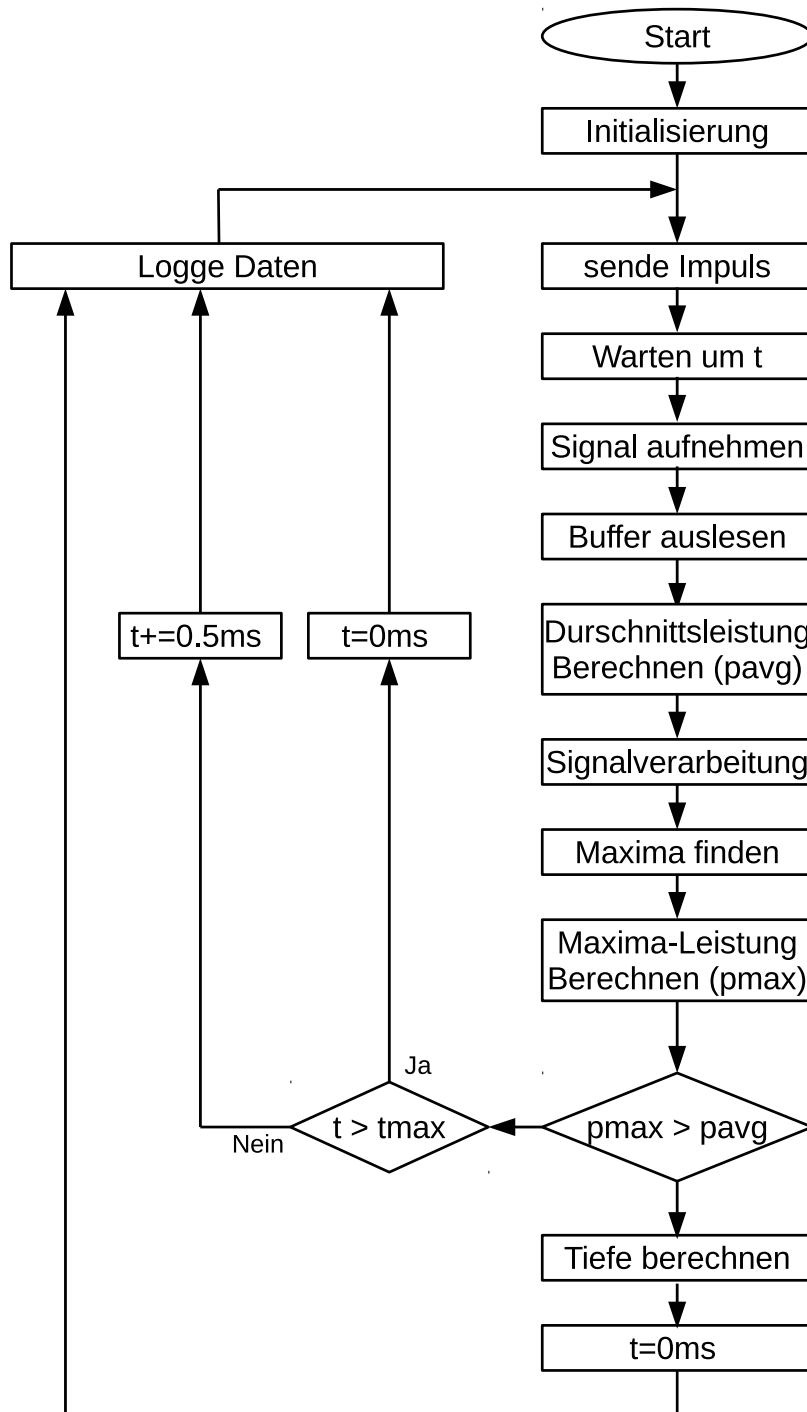 Start
Initialisierung
Logge Daten
sende Impuls
Warten um t
Signal aufnehmen
Buffer auslesen
t+=0.5ms
t=0ms
Durschnittsleistung
Berechnen (pavg)
Signalverarbeitung
Maxima finden
Maxima-Leistung
Berechnen (pmax)
Ja
Nein
t > tmax
pmax > pavg
Tiefe berechnen
t=0ms